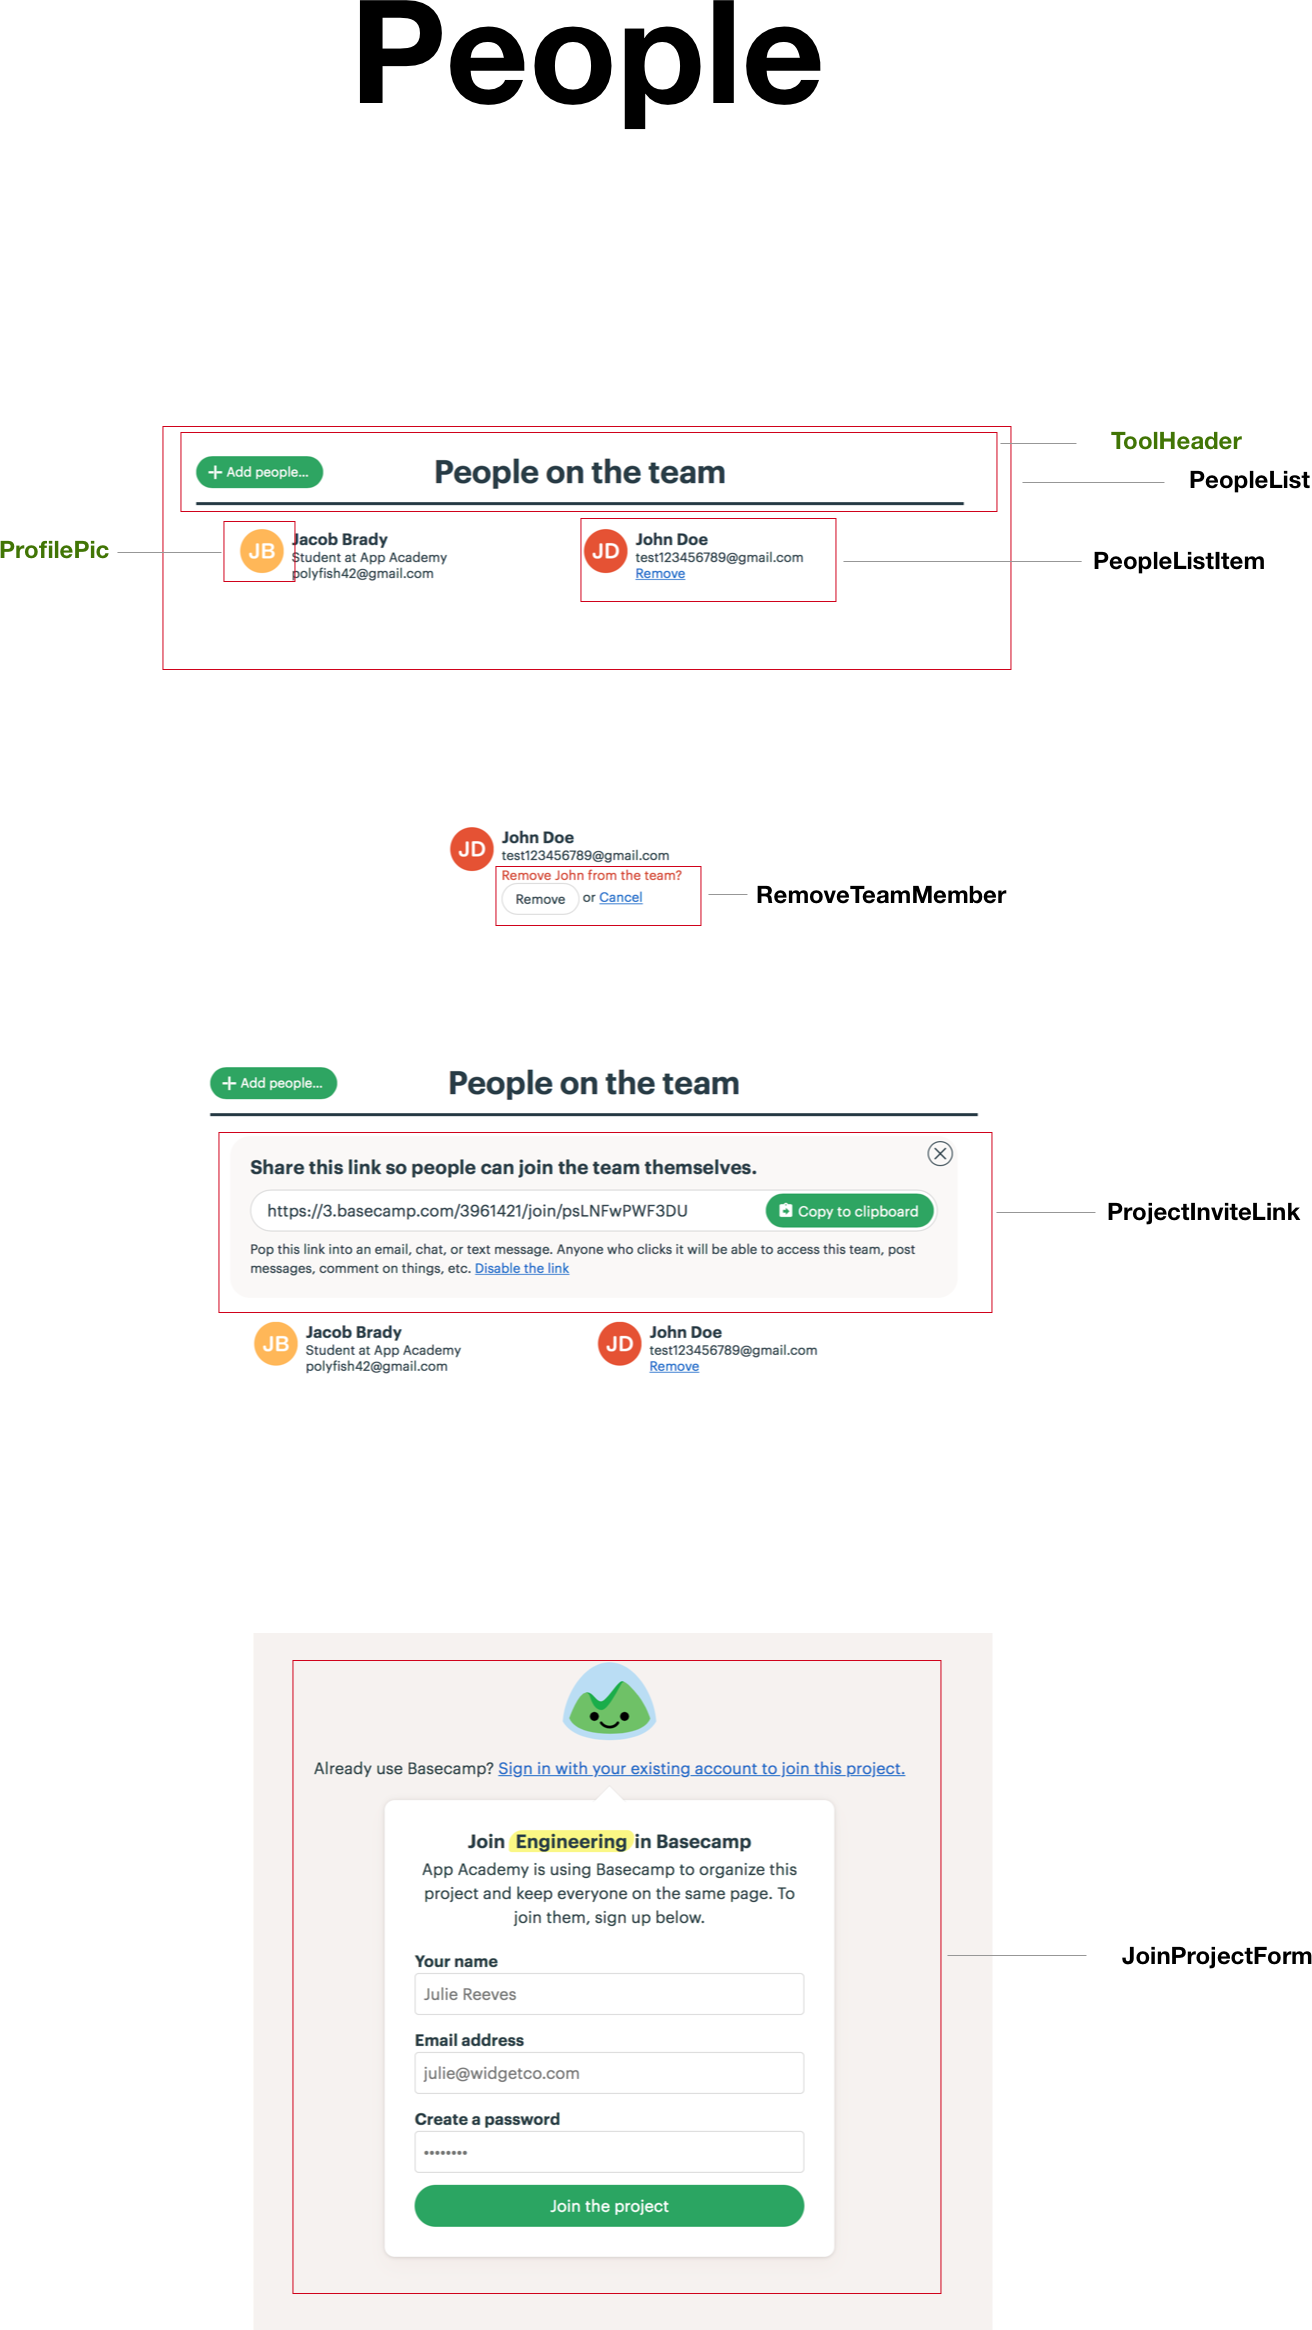 People
ToolHeader
+ Add people...
People on the team
PeopleList
ProfilePic
JB
Jacob Brady
Student at App Academy
polyfish42@gmail.com
JD
John Doe
test123456789@gmail.com
Remove
PeopleListItem
JD
John Doe
test123456789@gmail.com
Remove John from the team?
Remove or Cancel
RemoveTeamMember
+ Add people...
People on the team
Share this link so people can join the team themselves.
https://3.basecamp.com/3961421/join/psLNFwPWF3DU
Copy to clipboard
ProjectInviteLink
Pop this link into an email, chat, or text message. Anyone who clicks it will be able to access this team, post
messages, comment on things, etc. Disable the link
JB
Jacob Brady
Student at App Academy
polyfish42@gmail.com
JD
John Doe
test123456789@gmail.com
Remove
Already use Basecamp? Sign in with your existing account to join this project.
Join Engineering in Basecamp
App Academy is using Basecamp to organize this
project and keep everyone on the same page. To
join them, sign up below.
JoinProjectForm
Your name
Julie Reeves
Email address
julie@widgetco.com
Create a password
••••••••
Join the project